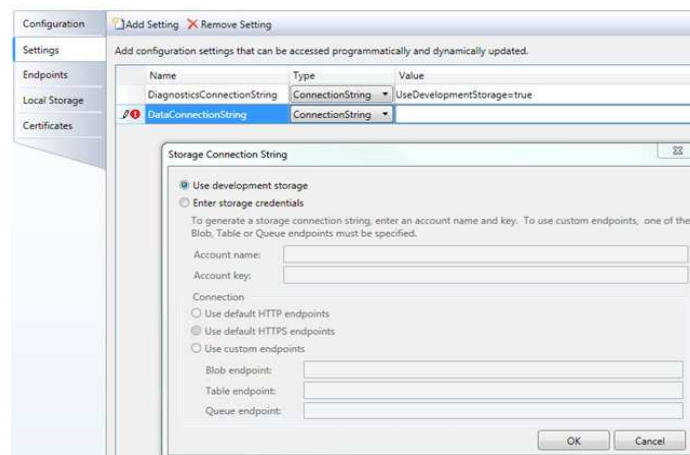 Configuration
Add Setting Remove Setting
Settings
Add configuration settings that can be accessed programmatically and dynamically updated.
Endpoints
Name Type Value
Local Storage
DiagnosticsConnectionString ConnectionString UseDevelopmentStorage=true
DataConnectionString ConnectionString
Certificates
Storage Connection String
Use development storage
Enter storage credentials
To generate a storage connection string, enter an account name and key. To use custom endpoints, one of the
Blob, Table or Queue endpoints must be specified.
Account name:
Account key:
Connection
Use default HTTP endpoints
Use default HTTPS endpoints
Use custom endpoints
Blob endpoint:
Table endpoint:
Queue endpoint:
OK Cancel